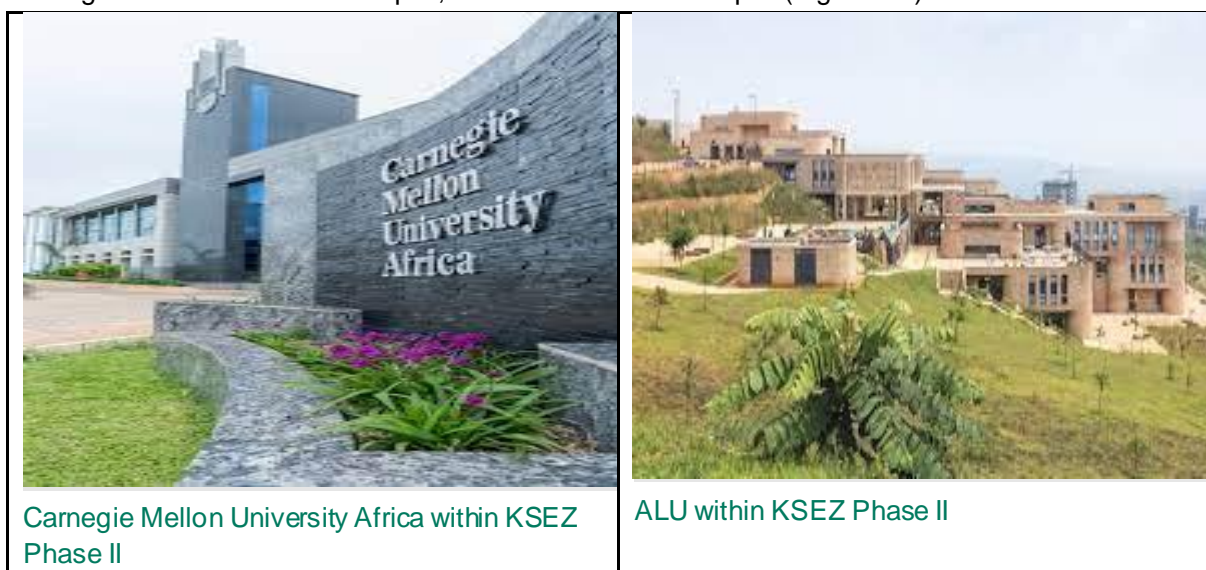 Carnegie
Mellon
University
Africa
Carnegie Mellon University Africa within KSEZ
Phase II
ALU within KSEZ Phase II